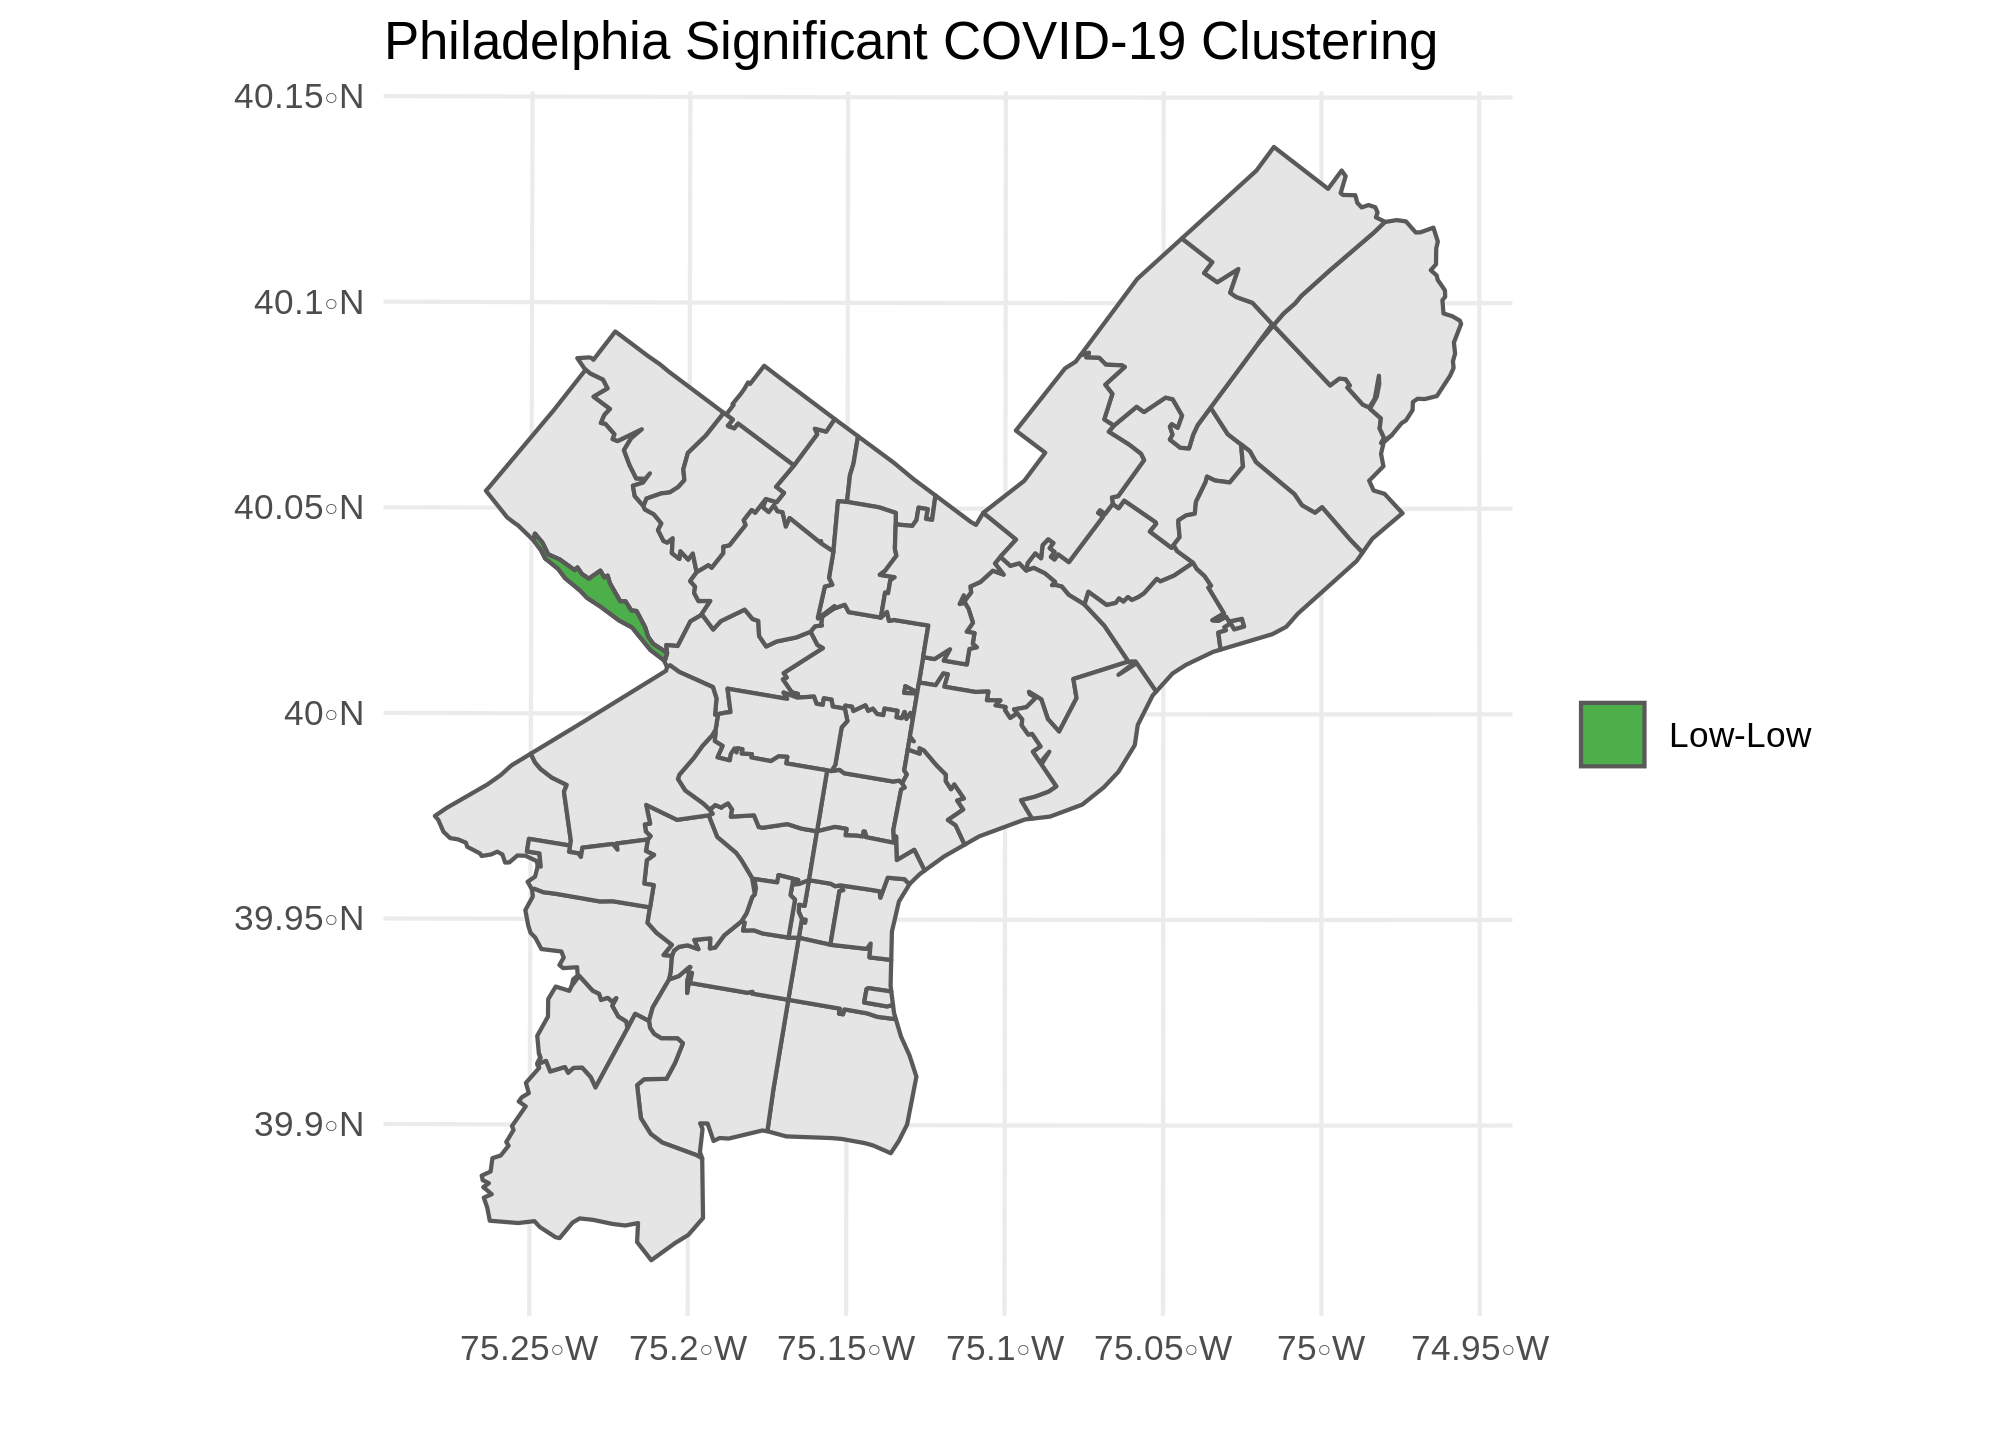 Philadelphia Significant COVID-19 Clustering
40.15◦N
40.1◦N
40.05◦N
40◦N
39.95◦N
39.9◦N
75.25◦W 75.2◦W 75.15◦W 75.1◦W 75.05◦W 75◦W 74.95◦W
Low-Low